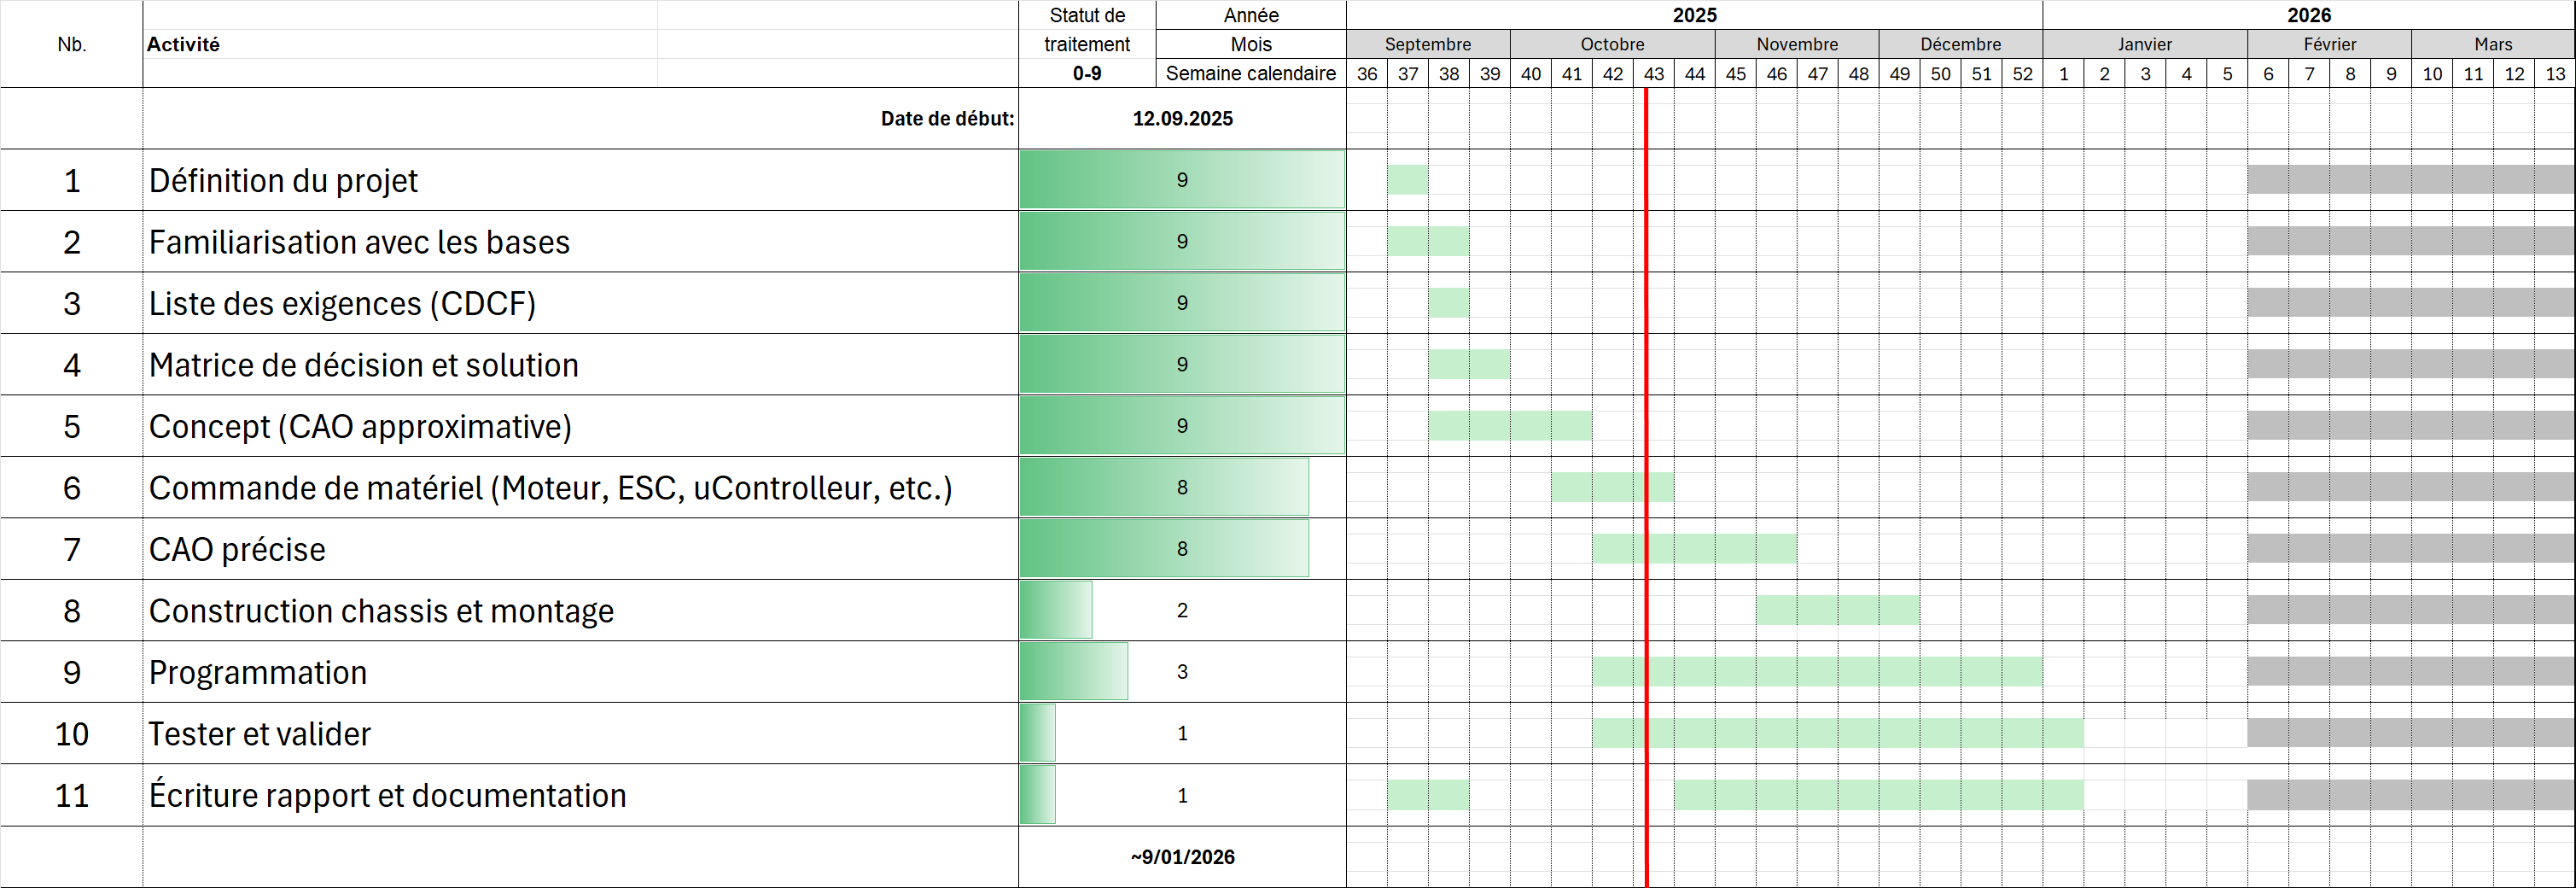 Nb. Activité Statut de traitement 0-9 Année 2025 2026
Mois Septembre Octobre Novembre Décembre Janvier Février Mars
Semaine calendaire 36 37 38 39 40 41 42 43 44 45 46 47 48 49 50 51 52 1 2 3 4 5 6 7 8 9 10 11 12 13
Date de début: 12.09.2025
1 Définition du projet 9
2 Familiarisation avec les bases 9
3 Liste des exigences (CDCF) 9
4 Matrice de décision et solution 9
5 Concept (CAO approximative) 9
6 Commande de matériel (Moteur, ESC, uControlleur, etc.) 8
7 CAO précise 8
8 Construction chassis et montage 2
9 Programmation 3
10 Tester et valider 1
11 Écriture rapport et documentation 1
~9/01/2026